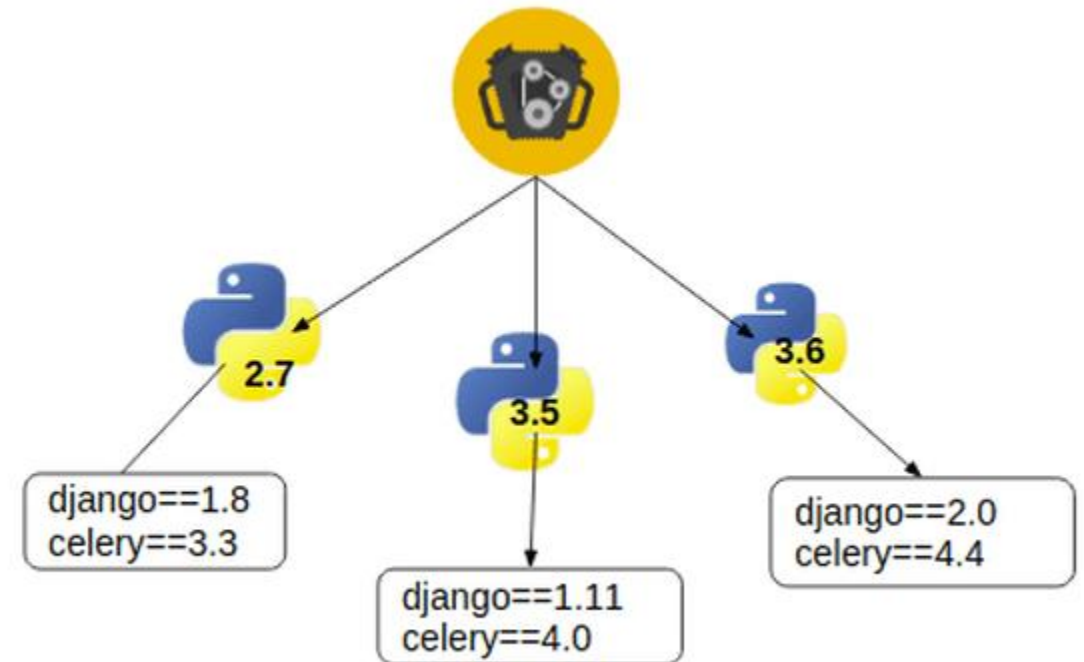 2.7
3.5
3.6
django==1.8
celery==3.3
django==1.11
celery==4.0
django==2.0
celery==4.4